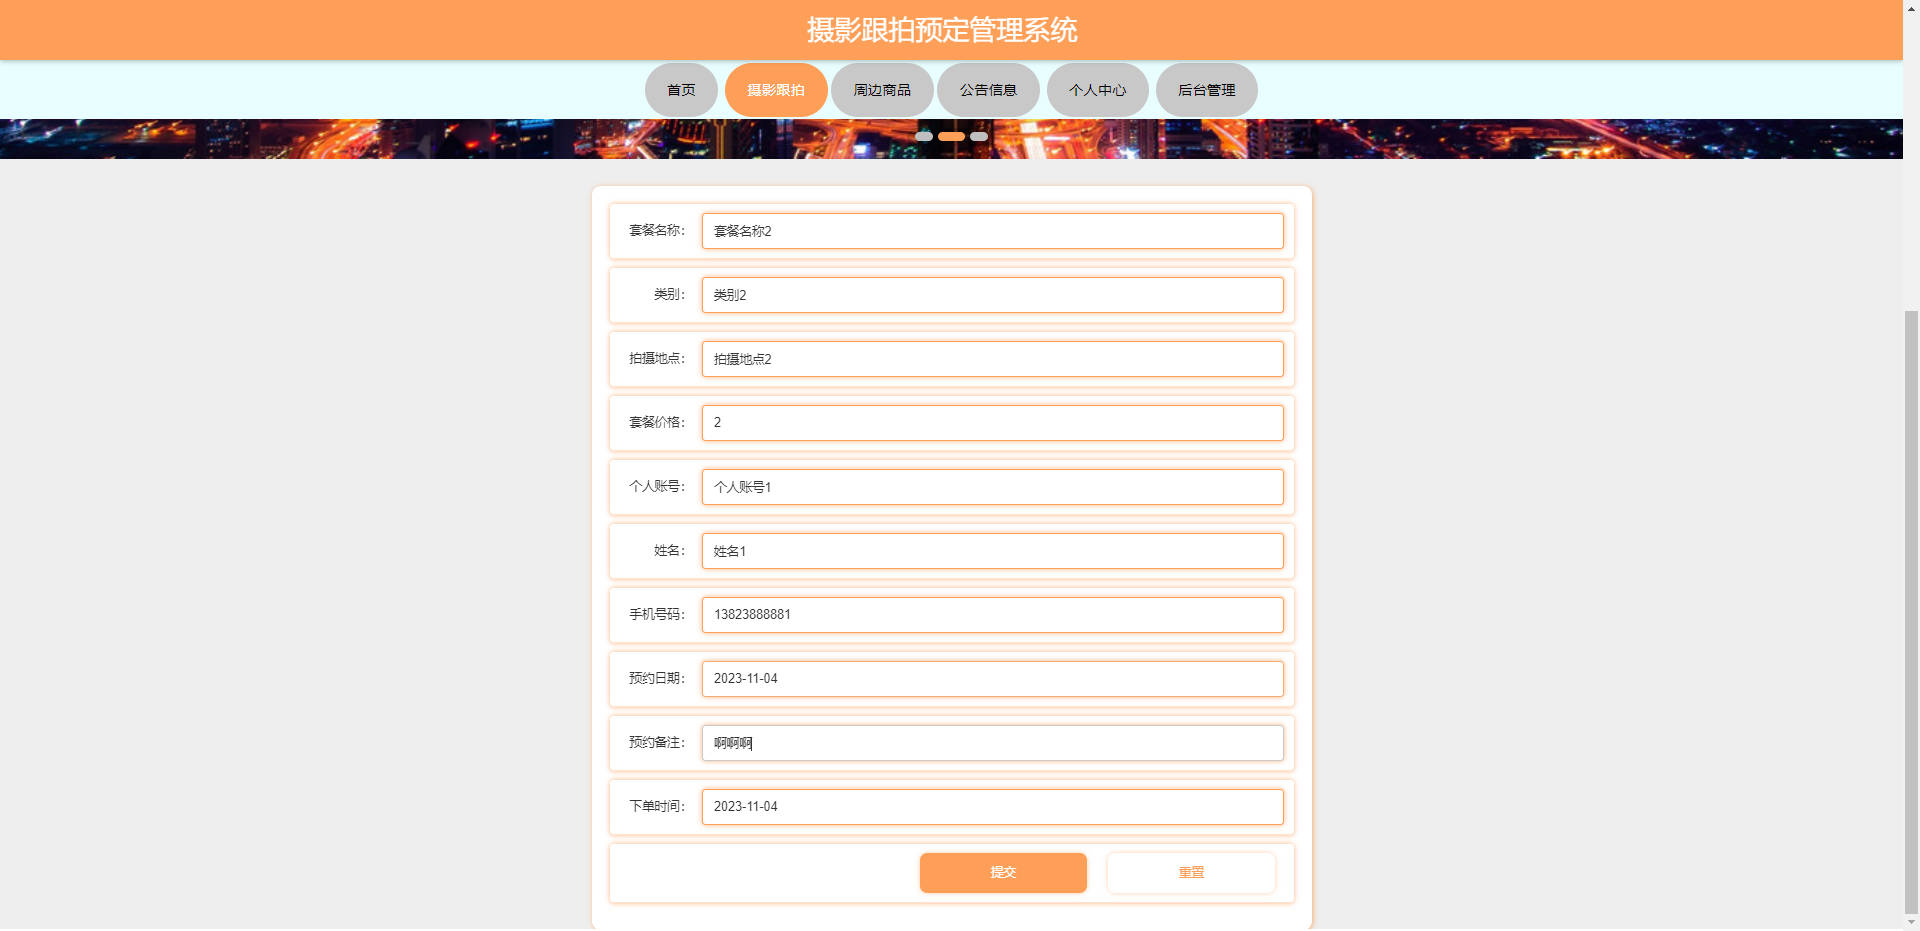 摄影跟拍预定管理系统
首页 摄影跟拍 周边商品 公告信息 个人中心 后台管理
套餐名称： 套餐名称2
类别： 类别2
拍摄地点： 拍摄地点2
套餐价格： 2
个人账号： 个人账号1
姓名： 姓名1
手机号码： 13823888881
预约日期： 2023-11-04
预约备注： 啊啊啊
下单时间： 2023-11-04
提交 重置